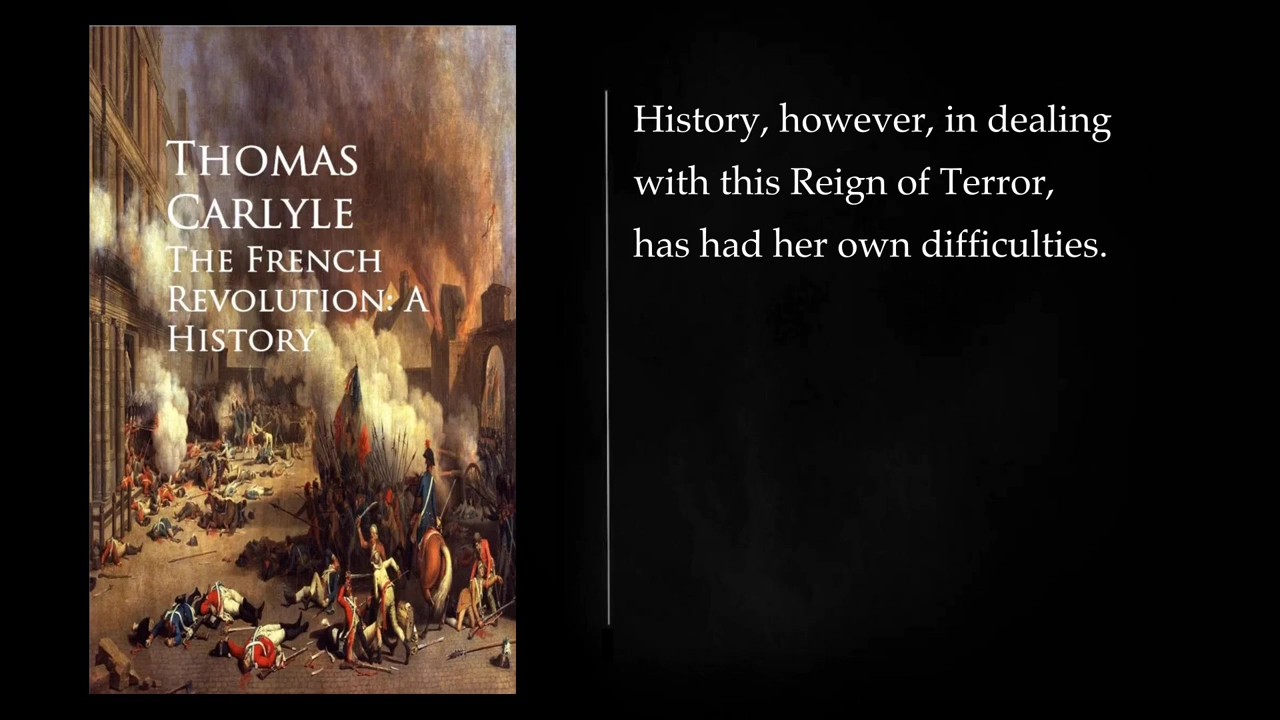 THOMAS
CARLYLE
THE FRENCH
REVOLUTION: A
HISTORY
History, however, in dealing
with this Reign of Terror,
has had her own difficulties.